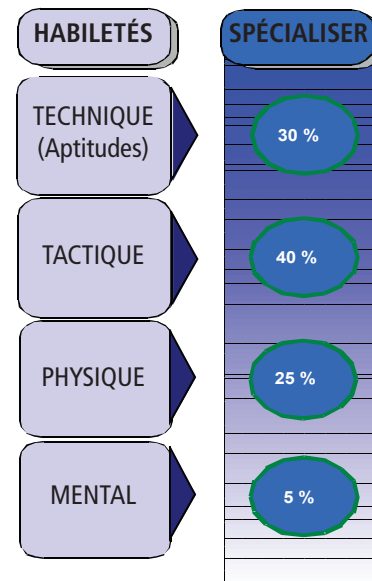 HABILETÉS
SPÉCIALISER
TECHNIQUE
(Aptitudes)
30 %
TACTIQUE
40 %
PHYSIQUE
25 %
MENTAL
5 %